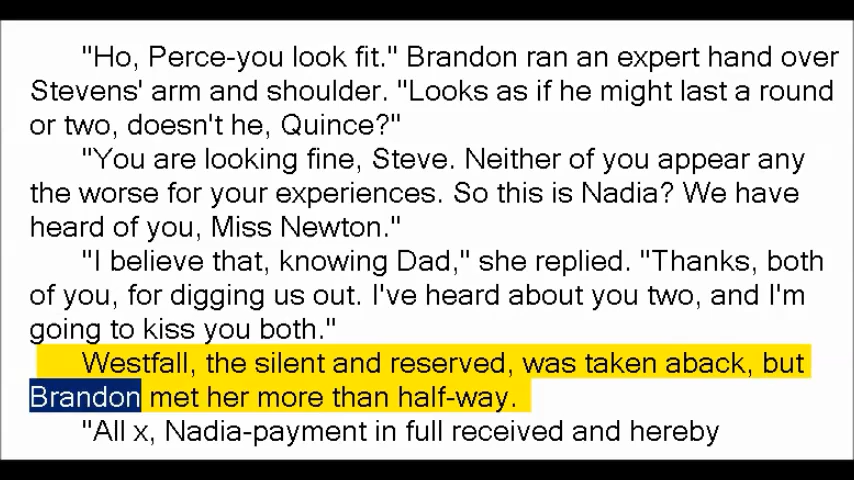 "Ho, Perce-you look fit." Brandon ran an expert hand over
Stevens' arm and shoulder. "Looks as if he might last a round
or two, doesn't he, Quince?"
"You are looking fine, Steve. Neither of you appear any
the worse for your experiences. So this is Nadia? We have
heard of you, Miss Newton."
"I believe that, knowing Dad," she replied. "Thanks, both
of you, for digging us out. I've heard about you two, and I'm
going to kiss you both."
Westfall, the silent and reserved, was taken aback, but
Brandon met her more than half-way.
"All x, Nadia-payment in full received and hereby